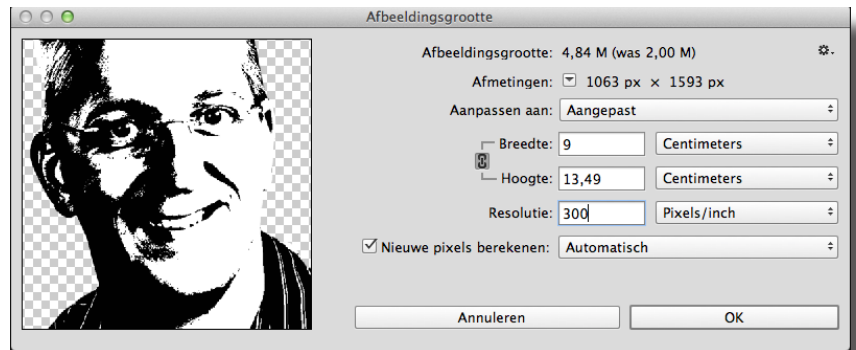 Afbeeldingsgrootte
Afbeeldingsgrootte: 4,84 M (was 2,00 M)
Afmetingen: 1063 px × 1593 px
Aanpassen aan: Aangepast
Breedte: 9 Centimeters
Hoogte: 13,49 Centimeters
Resolutie: 300 Pixels/inch
Nieuwe pixels berekenen: Automatisch
Annuleren OK